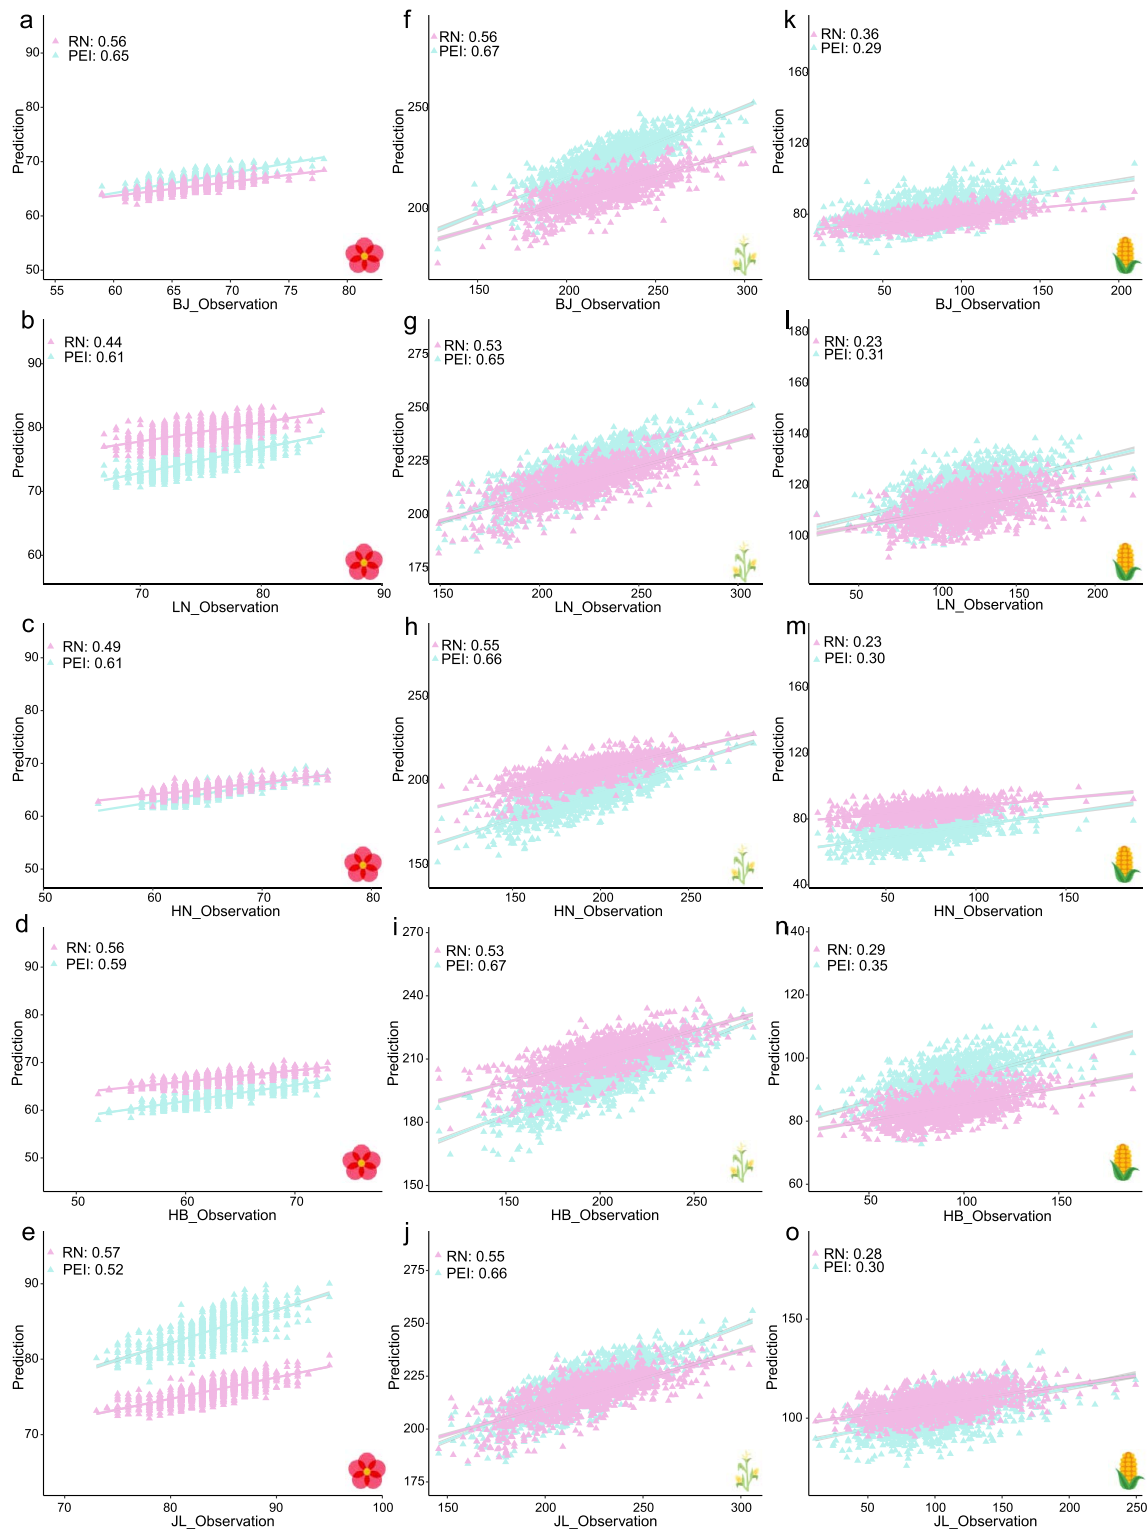 a
RN: 0.56
PEI: 0.65
90
80
70
60
50
Prediction
55 60 65 70 75 80
BJ_Observation
f
RN: 0.56
PEI: 0.67
250
200
Prediction
150 200 250 300
BJ_Observation
k
RN: 0.36
PEI: 0.29
160
120
80
Prediction
50 100 150 200
BJ_Observation
b
RN: 0.44
PEI: 0.61
90
80
70
60
Prediction
70 80 90
LN_Observation
g
RN: 0.53
PEI: 0.65
275
250
225
200
175
Prediction
150 200 250 300
LN_Observation
l
RN: 0.23
PEI: 0.31
180
160
140
120
100
Prediction
50 100 150 200
LN_Observation
c
RN: 0.49
PEI: 0.61
90
80
70
60
50
Prediction
50 60 70 80
HN_Observation
h
RN: 0.55
PEI: 0.66
250
200
150
Prediction
150 200 250
HN_Observation
m
RN: 0.23
PEI: 0.30
160
120
80
40
Prediction
50 100 150
HN_Observation
d
RN: 0.56
PEI: 0.59
90
80
70
60
50
Prediction
50 60 70
HB_Observation
i
RN: 0.53
PEI: 0.67
270
240
210
180
150
Prediction
150 200 250
HB_Observation
n
RN: 0.29
PEI: 0.35
140
120
100
80
60
Prediction
50 100 150
HB_Observation
e
RN: 0.57
PEI: 0.52
90
80
70
Prediction
70 80 90 100
JL_Observation
j
RN: 0.55
PEI: 0.66
275
250
225
200
175
Prediction
150 200 250 300
JL_Observation
o
RN: 0.28
PEI: 0.30
150
100
Prediction
50 100 150 200 250
JL_Observation